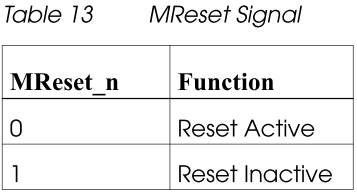 Table 13 MReset Signal
MReset_n Function
0 Reset Active
1 Reset Inactive